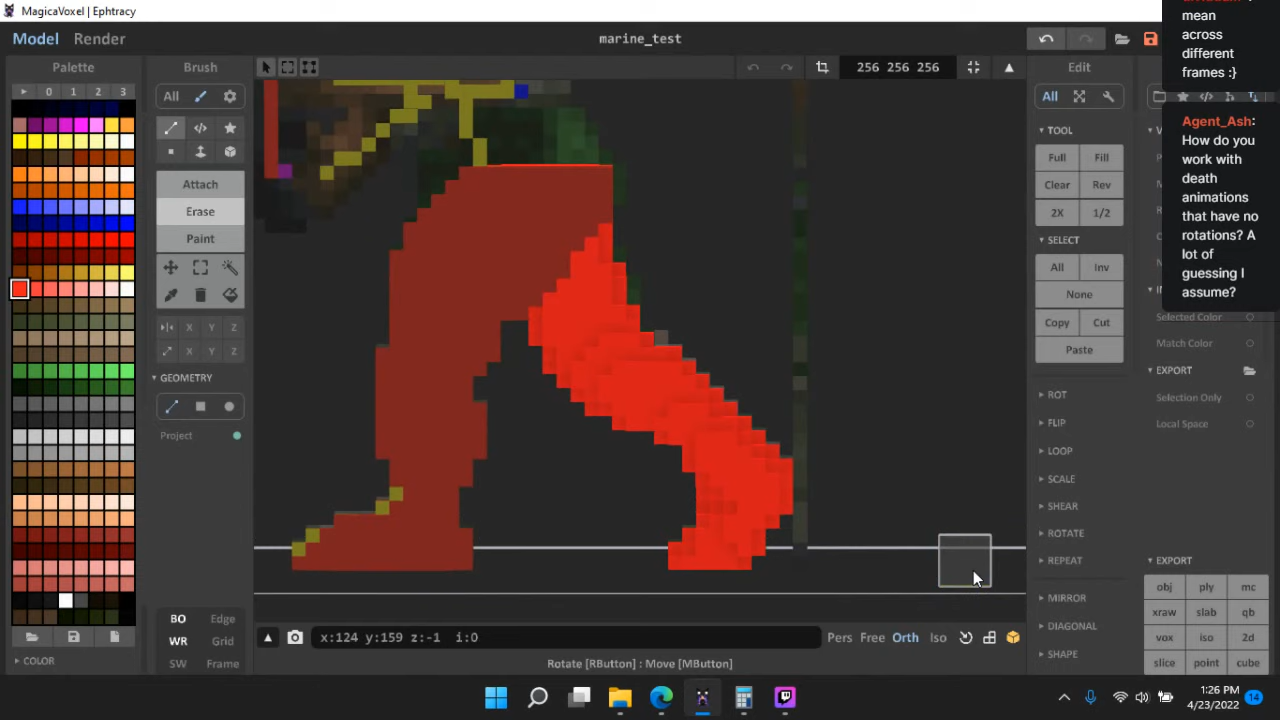 MagicaVoxel | Ephtracy
Model Render
marine_test
256 256 256
Palette
Brush
Edit
0 1 2 3
All
All
TOOL
Full Fill
Clear Rev
2X 1/2
Attach
Erase
Paint
X Y Z
X Y Z
GEOMETRY
Project
SELECT
All Inv
None
Copy Cut
Paste
ROT
FLIP
LOOP
SCALE
SHEAR
ROTATE
REPEAT
MIRROR
DIAGONAL
SHAPE
mean
across
different
frames :}
Agent_Ash:
How do you
work with
death
animations
that have no
rotations? A
lot of
guessing I
assume?
Selected Color
Match Color
EXPORT
Selection Only
Local Space
EXPORT
obj ply mc
xraw slab qb
vox iso 2d
slice point cube
BO Edge
WR Grid
SW Frame
COLOR
x:124 y:159 z:-1 i:0
Pers Free Orth Iso
Rotate [RButton] : Move [MButton]
1:26 PM
4/23/2022
14